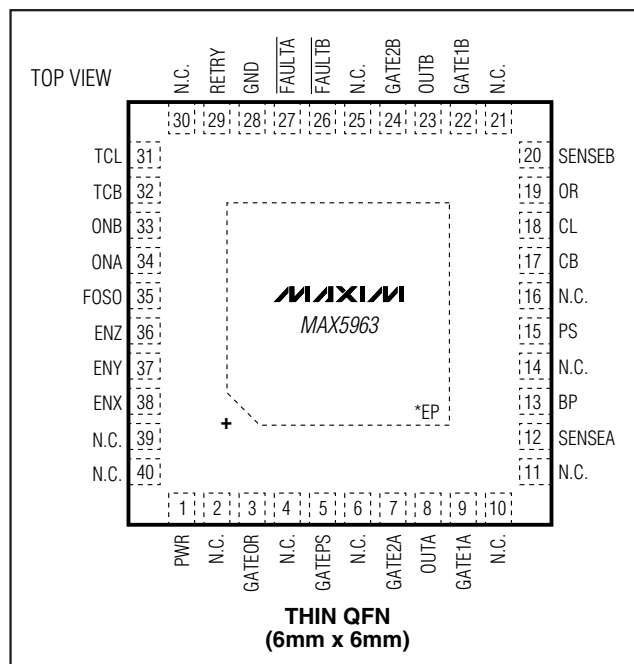 TOP VIEW
N.C. RETRY GND FAULTA FAULTB N.C. GATE2B OUTB GATE1B N.C.
30 29 28 27 26 25 24 23 22 21
TCL 31
TCB 32
ONB 33
ONA 34
FOSO 35
ENZ 36
ENY 37
ENX 38
N.C. 39
N.C. 40
MAXIM
MAX5963
*EP
+
20 SENSEB
19 OR
18 CL
17 CB
16 N.C.
15 PS
14 N.C.
13 BP
12 SENSEA
11 N.C.
1 2 3 4 5 6 7 8 9 10
PWR N.C. GATEOR N.C. GATEPS N.C. GATE2A OUTA GATE1A N.C.
THIN QFN
(6mm x 6mm)